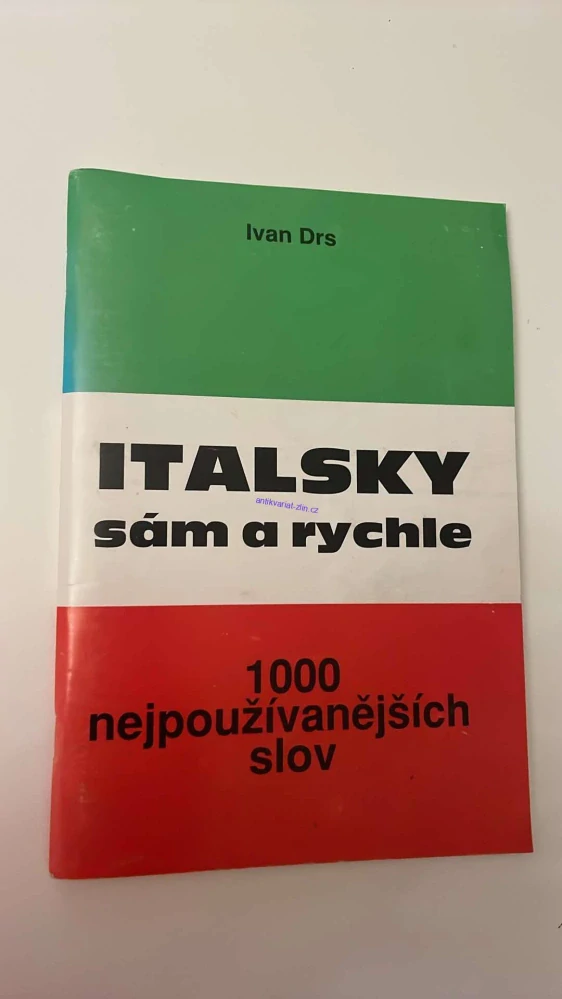 Ivan Drs
ITALSKY
antikvariat-zlin.cz
sám a rychle
1000
nejpoužívanějších
slov